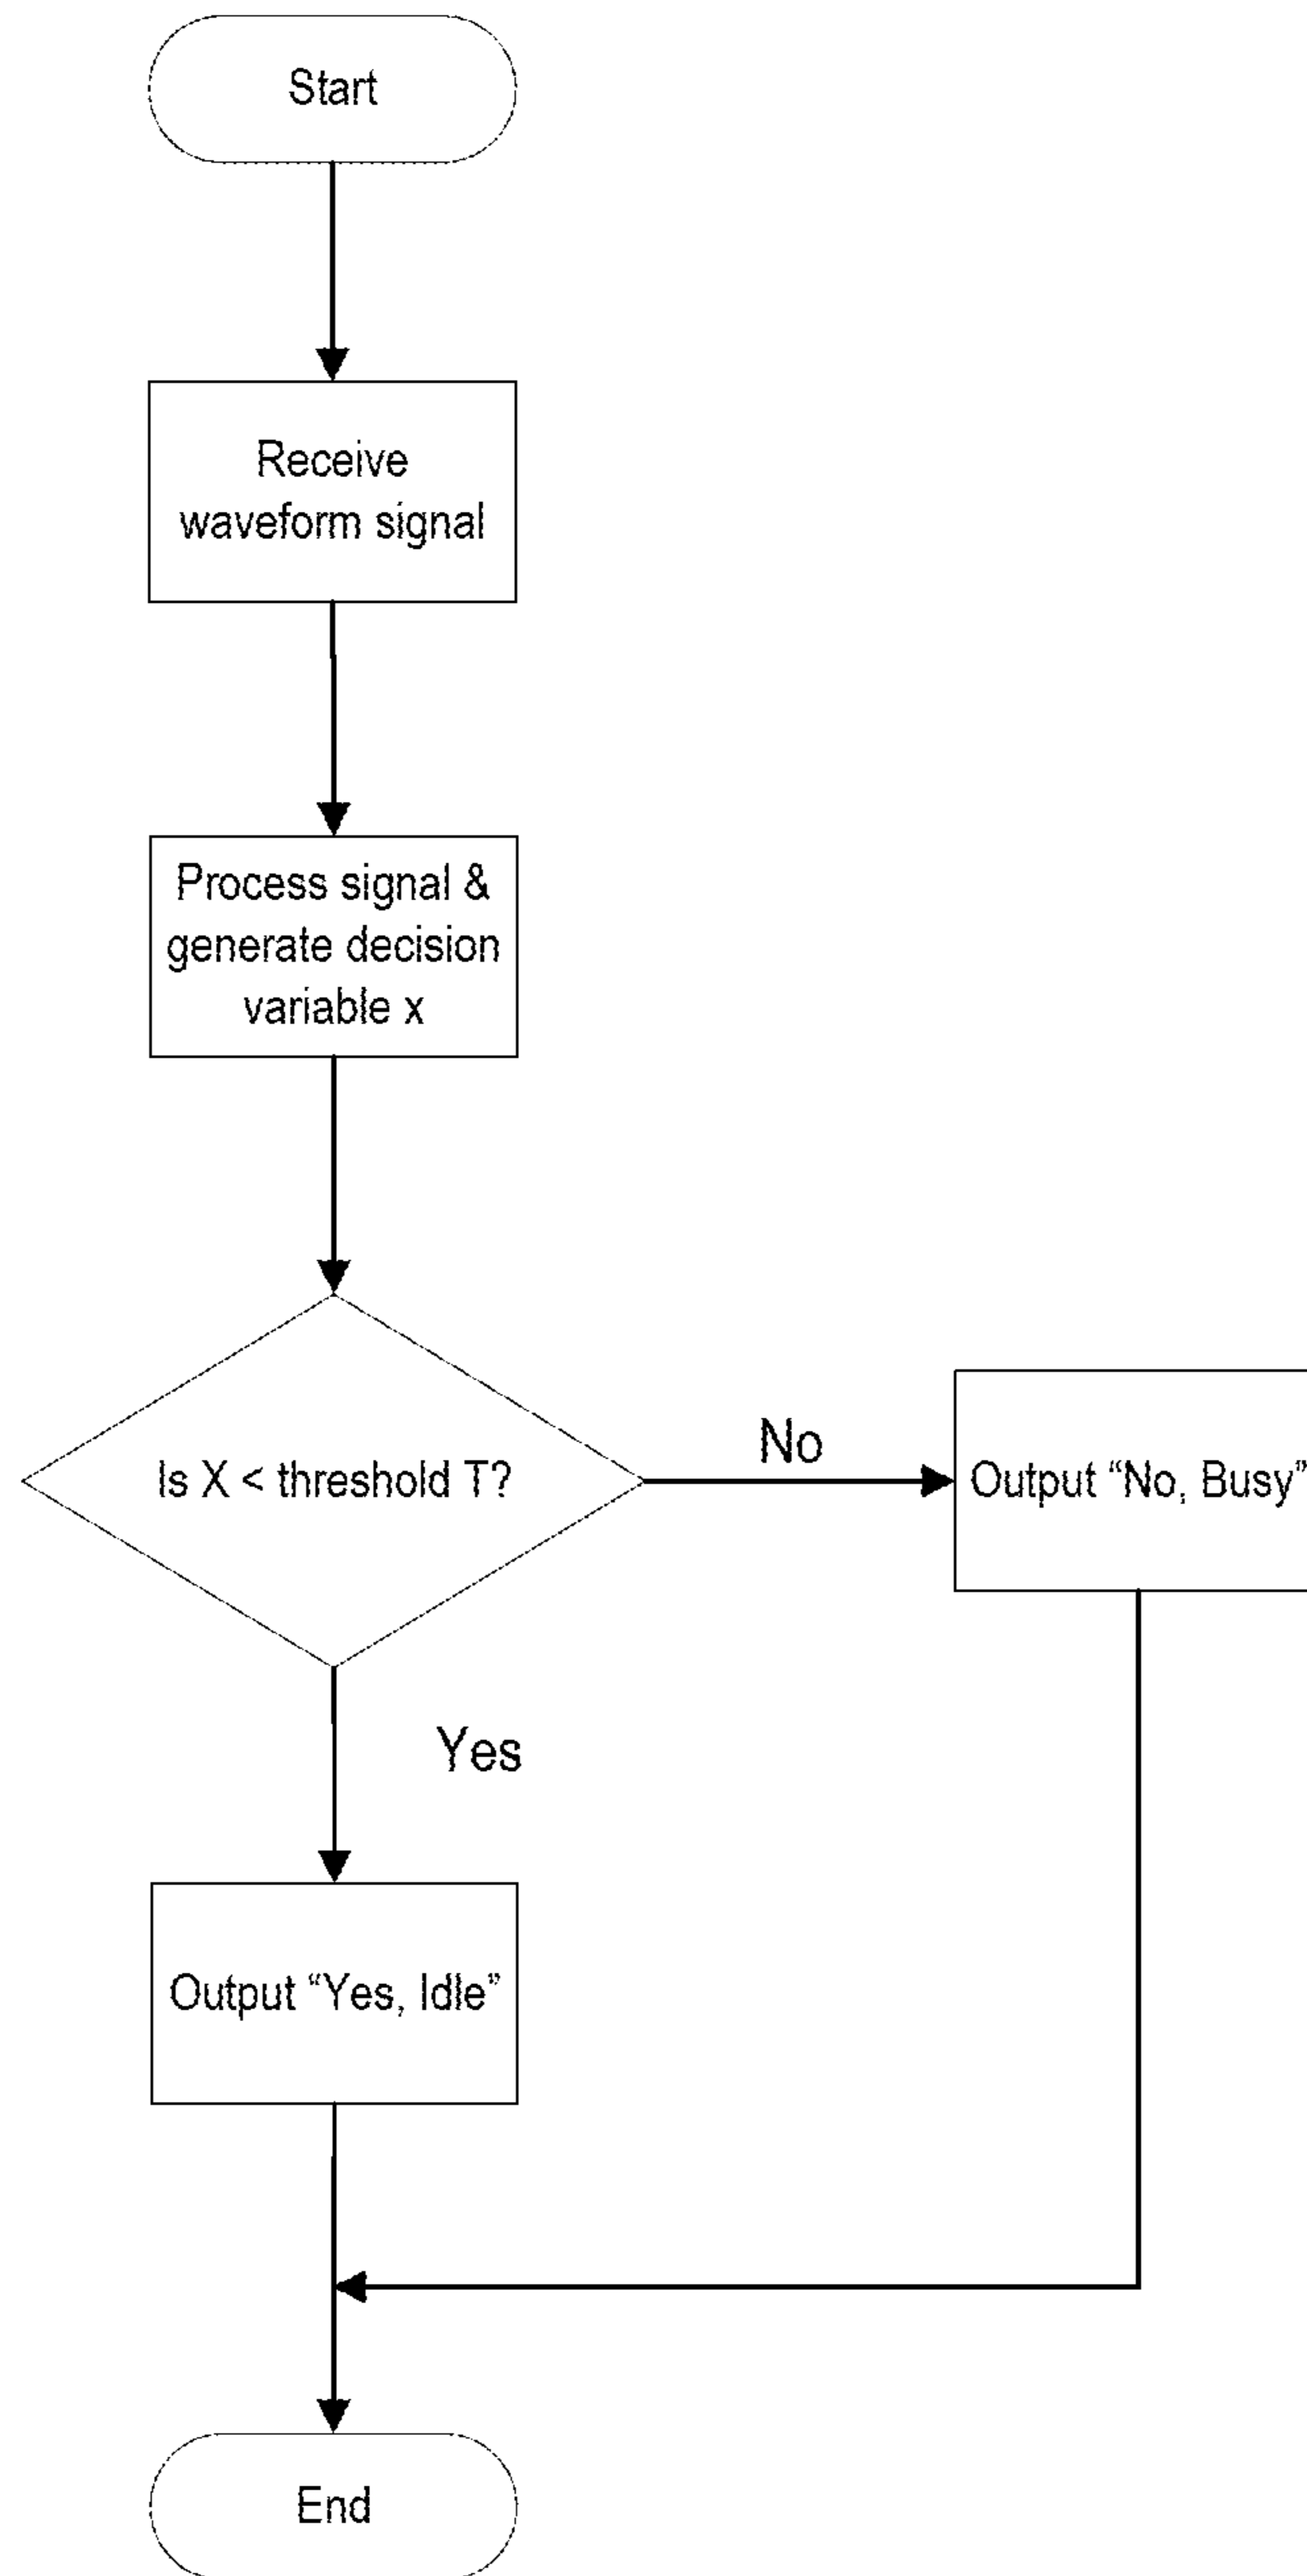 Start
Receive
waveform signal
Process signal &
generate decision
variable x
Is X < threshold T?
No
Output “No, Busy”
Yes
Output “Yes, Idle”
End